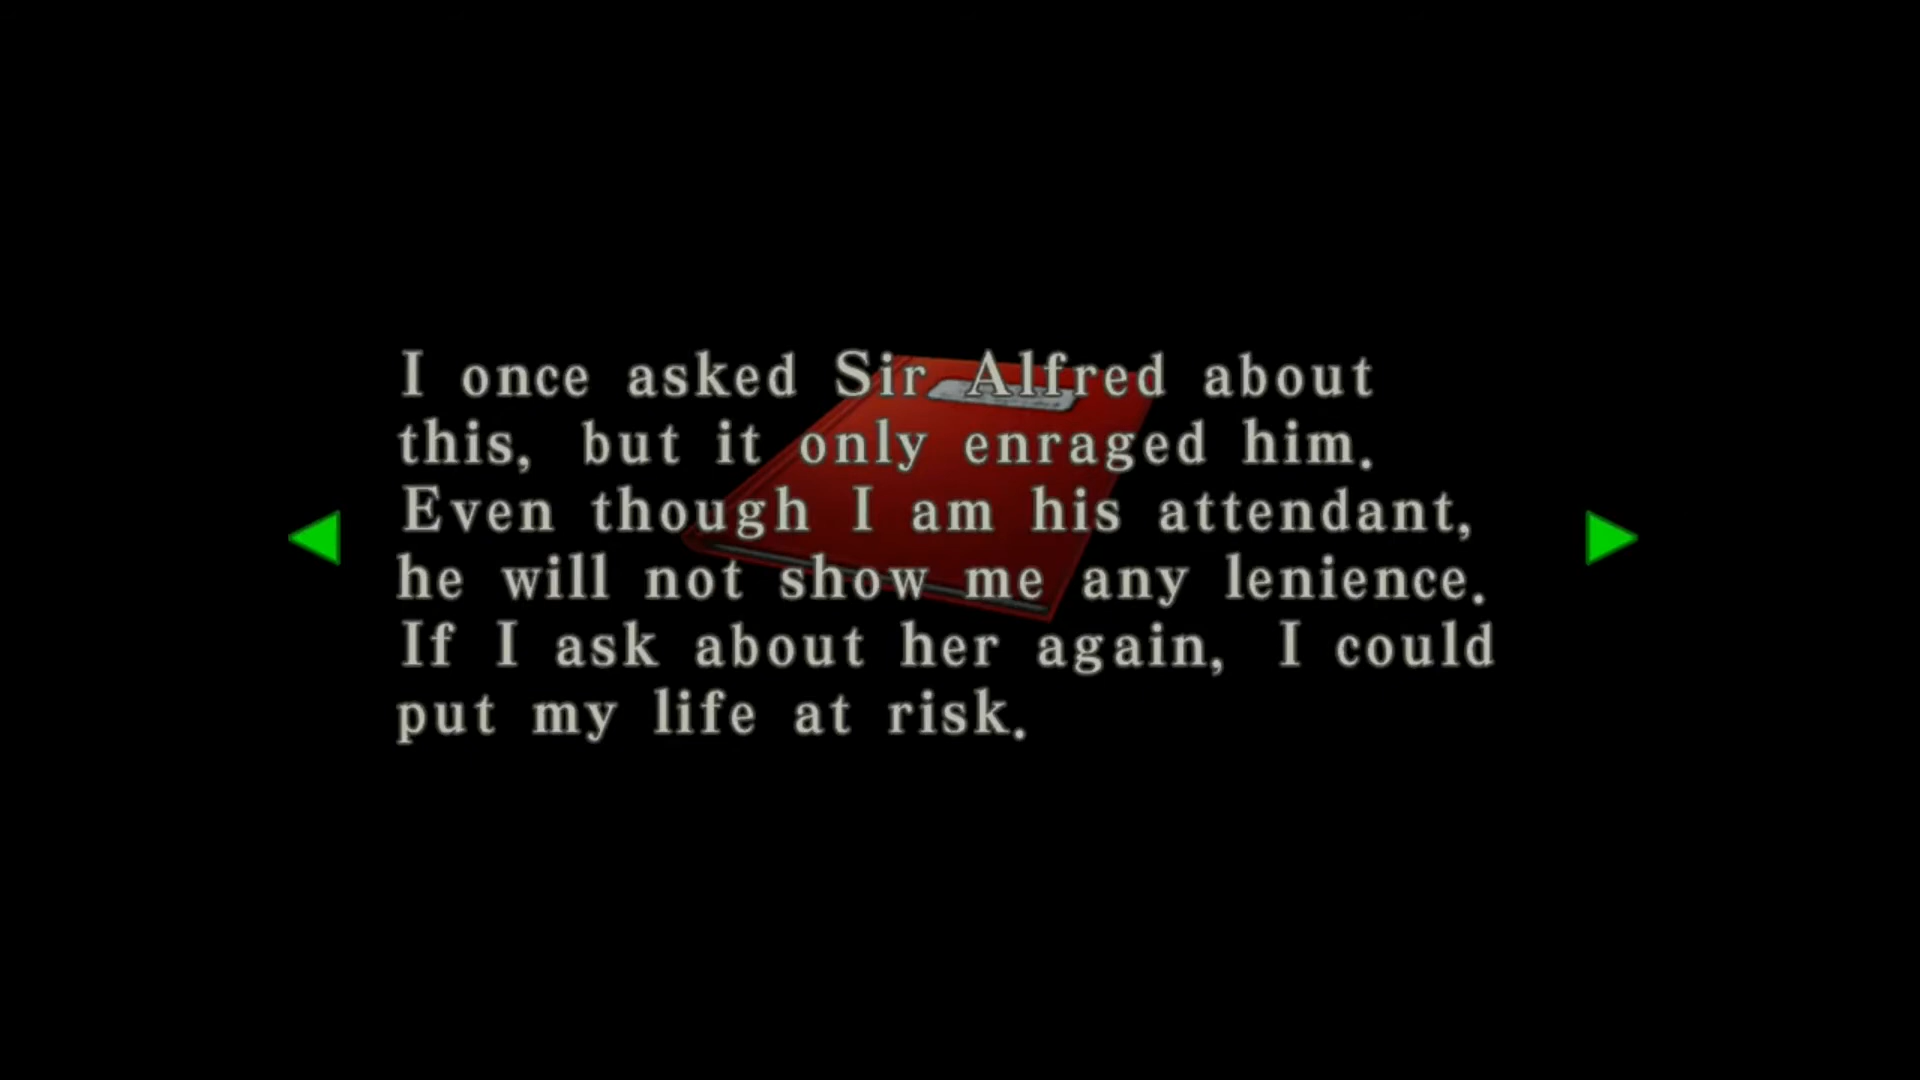 I once asked Sir Alfred about
this, but it only enraged him.
Even though I am his attendant,
he will not show me any lenience.
If I ask about her again, I could
put my life at risk.